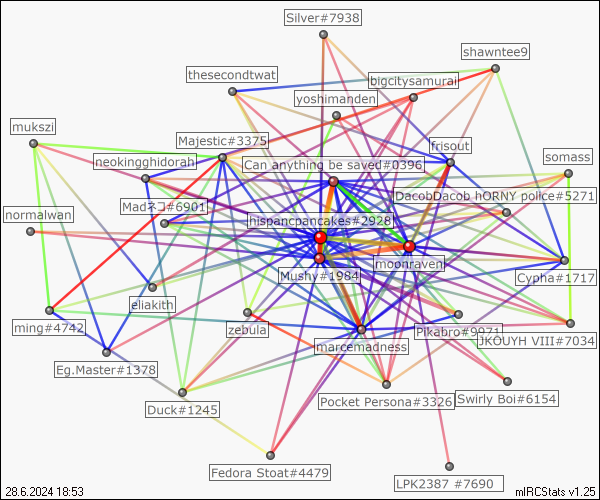 Silver#7938
shawntee9
thesecondtwat
bigcitysamurai
yoshimanden
mukszi
Majestic#3375
frisout
neokingghidorah
Can anything be saved#0396
somass
DacobDacob hORNY police#5271
Madネコ#6901
normalwan
hispancpancakes#2928
moonraven
Mushy#1984
Cypha#1717
eliakith
ming#4742
zebula
Pikabro#9971
JKOUYH VIII#7034
marcemadness
Eg.Master#1378
Pocket Persona#3326
Swirly Boi#6154
Duck#1245
Fedora Stoat#4479
LPK2387 #7690
28.6.2024 18:53
mIRCStats v1.25